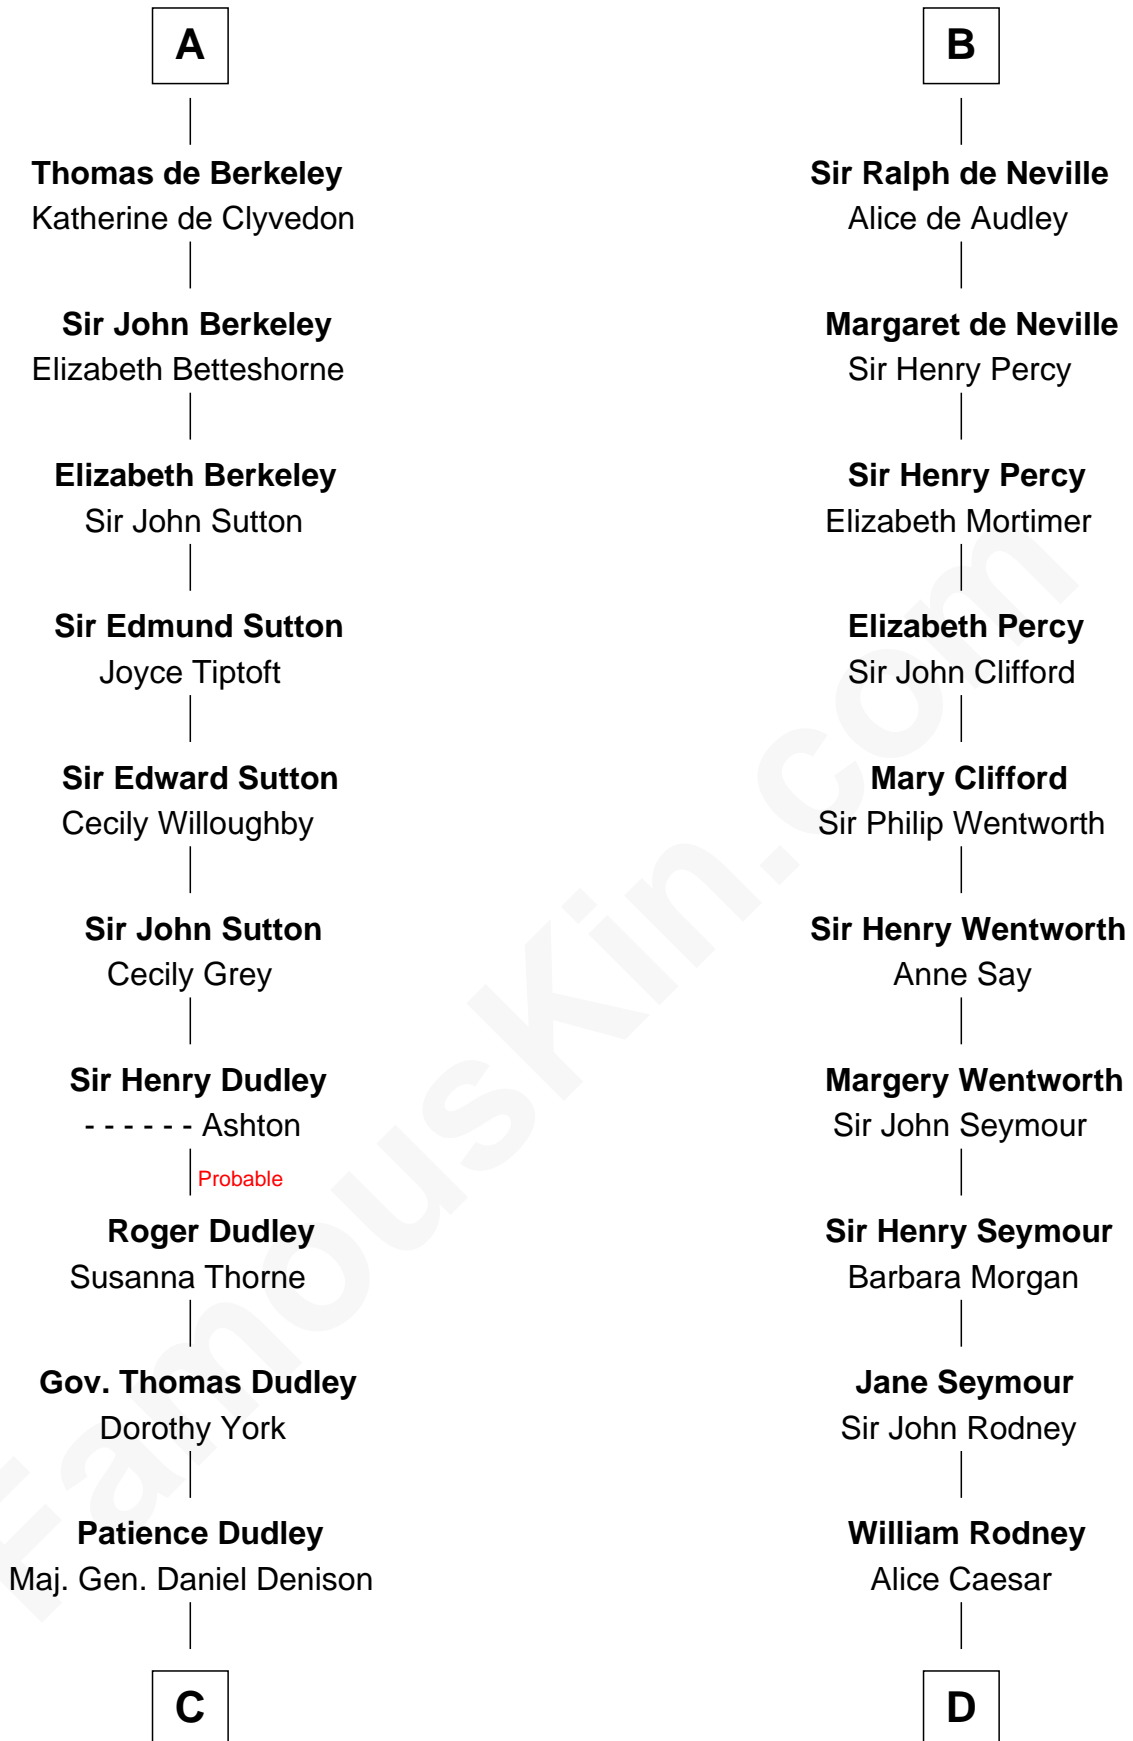 A
Thomas de Berkeley
Katherine de Clyvedon
Sir John Berkeley
Elizabeth Betteshorne
Elizabeth Berkeley
Sir John Sutton
Sir Edmund Sutton
Joyce Tiptoft
Sir Edward Sutton
Cecily Willoughby
Sir John Sutton
Cecily Grey
Sir Henry Dudley
- - - - - - Ashton
Probable
Roger Dudley
Susanna Thorne
Gov. Thomas Dudley
Dorothy York
Patience Dudley
Maj. Gen. Daniel Denison
C
B
Sir Ralph de Neville
Alice de Audley
Margaret de Neville
Sir Henry Percy
Sir Henry Percy
Elizabeth Mortimer
Elizabeth Percy
Sir John Clifford
Mary Clifford
Sir Philip Wentworth
Sir Henry Wentworth
Anne Say
Margery Wentworth
Sir John Seymour
Sir Henry Seymour
Barbara Morgan
Jane Seymour
Sir John Rodney
William Rodney
Alice Caesar
D
FamousKin.com